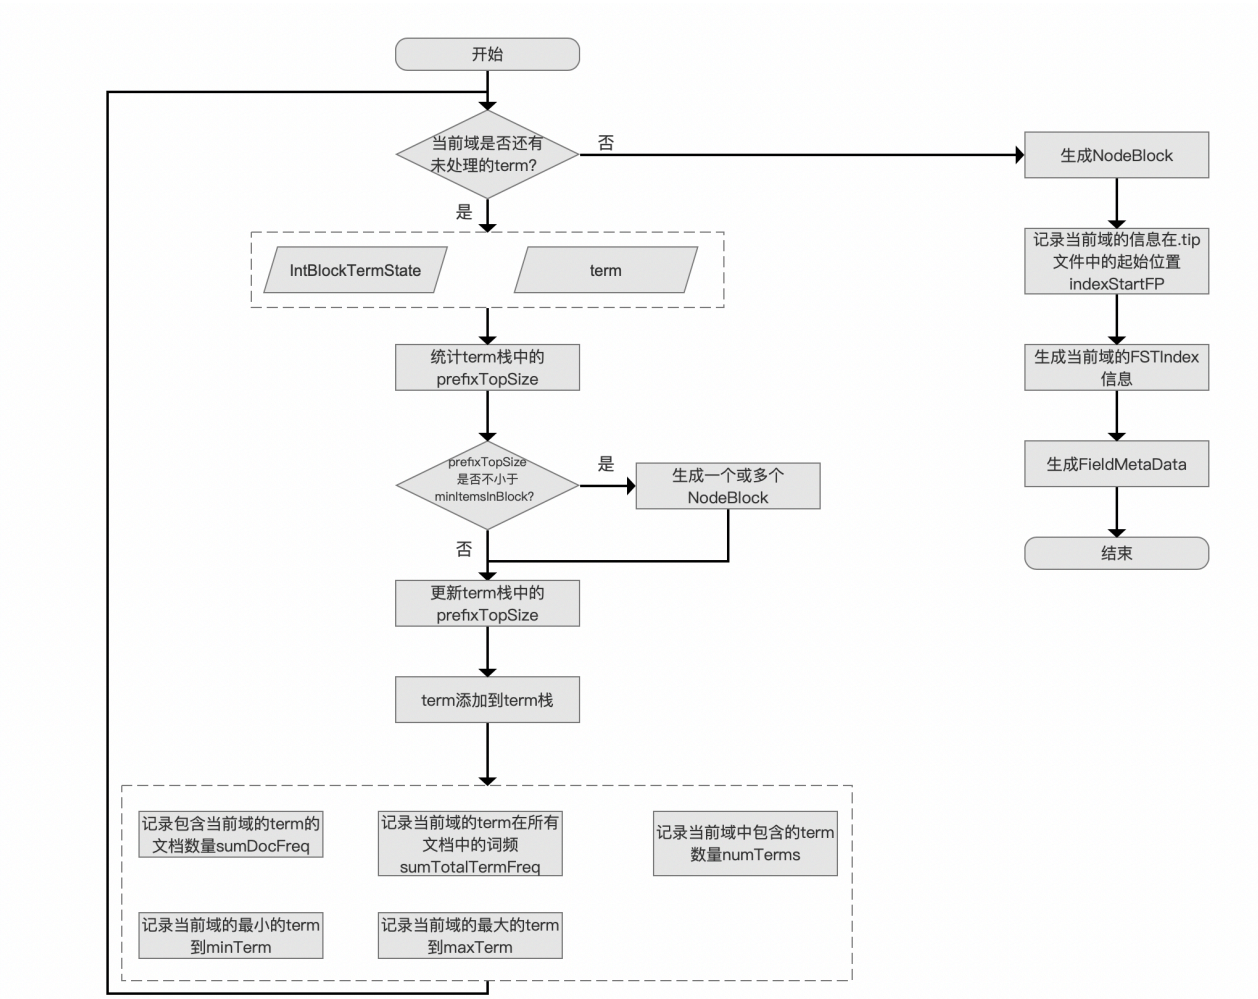 开始
当前域是否还有
未处理的term?
否
是
IntBlockTermState
term
统计term栈中的
prefixTopSize
prefixTopSize
是否不小于
minItemsInBlock?
是
生成一个或多个
NodeBlock
否
更新term栈中的
prefixTopSize
term添加到term栈
记录包含当前域的term的
文档数量sumDocFreq
记录当前域的term在所有
文档中的词频
sumTotalTermFreq
记录当前域中包含的term
数量numTerms
记录当前域的最小的term
到minTerm
记录当前域的最大的term
到maxTerm
生成NodeBlock
记录当前域的信息在.tip
文件中的起始位置
indexStartFP
生成当前域的FSTIndex
信息
生成FieldMetaData
结束